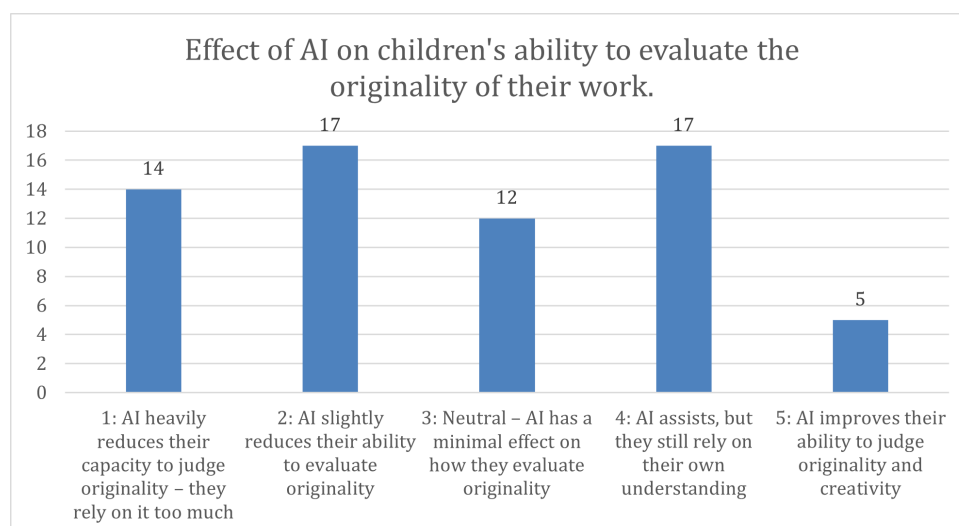 Effect of AI on children's ability to evaluate the
originality of their work.
18
16
14
12
10
8
6
4
2
0
14
17
12
17
5
1: AI heavily
reduces their
capacity to judge
originality – they
rely on it too much
2: AI slightly
reduces their ability
to evaluate
originality
3: Neutral – AI has a
minimal effect on
how they evaluate
originality
4: AI assists, but
they still rely on
their own
understanding
5: AI improves their
ability to judge
originality and
creativity